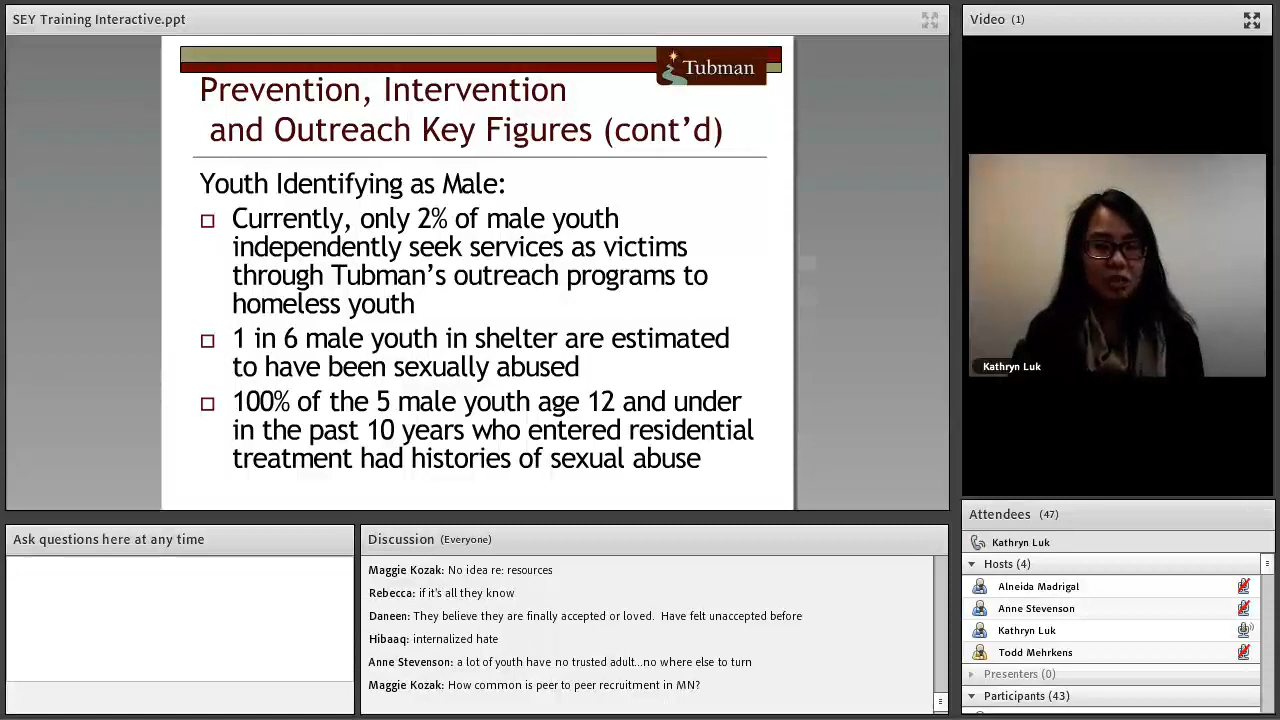 SEY Training Interactive.ppt
Tubman
Prevention, Intervention
and Outreach Key Figures (cont’d)
Youth Identifying as Male:
Currently, only 2% of male youth
independently seek services as victims
through Tubman’s outreach programs to
homeless youth
1 in 6 male youth in shelter are estimated
to have been sexually abused
100% of the 5 male youth age 12 and under
in the past 10 years who entered residential
treatment had histories of sexual abuse
Video (1)
Kathryn Luk
Ask questions here at any time
Discussion (Everyone)
Maggie Kozak: No idea re: resources
Rebecca: if it's all they know
Daneen: They believe they are finally accepted or loved. Have felt unaccepted before
Hibaaq: internalized hate
Anne Stevenson: a lot of youth have no trusted adult...no where else to turn
Maggie Kozak: How common is peer to peer recruitment in MN?
Attendees (47)
Kathryn Luk
Hosts (4)
Alneida Madrigal
Anne Stevenson
Kathryn Luk
Todd Mehrkens
Presenters (0)
Participants (43)